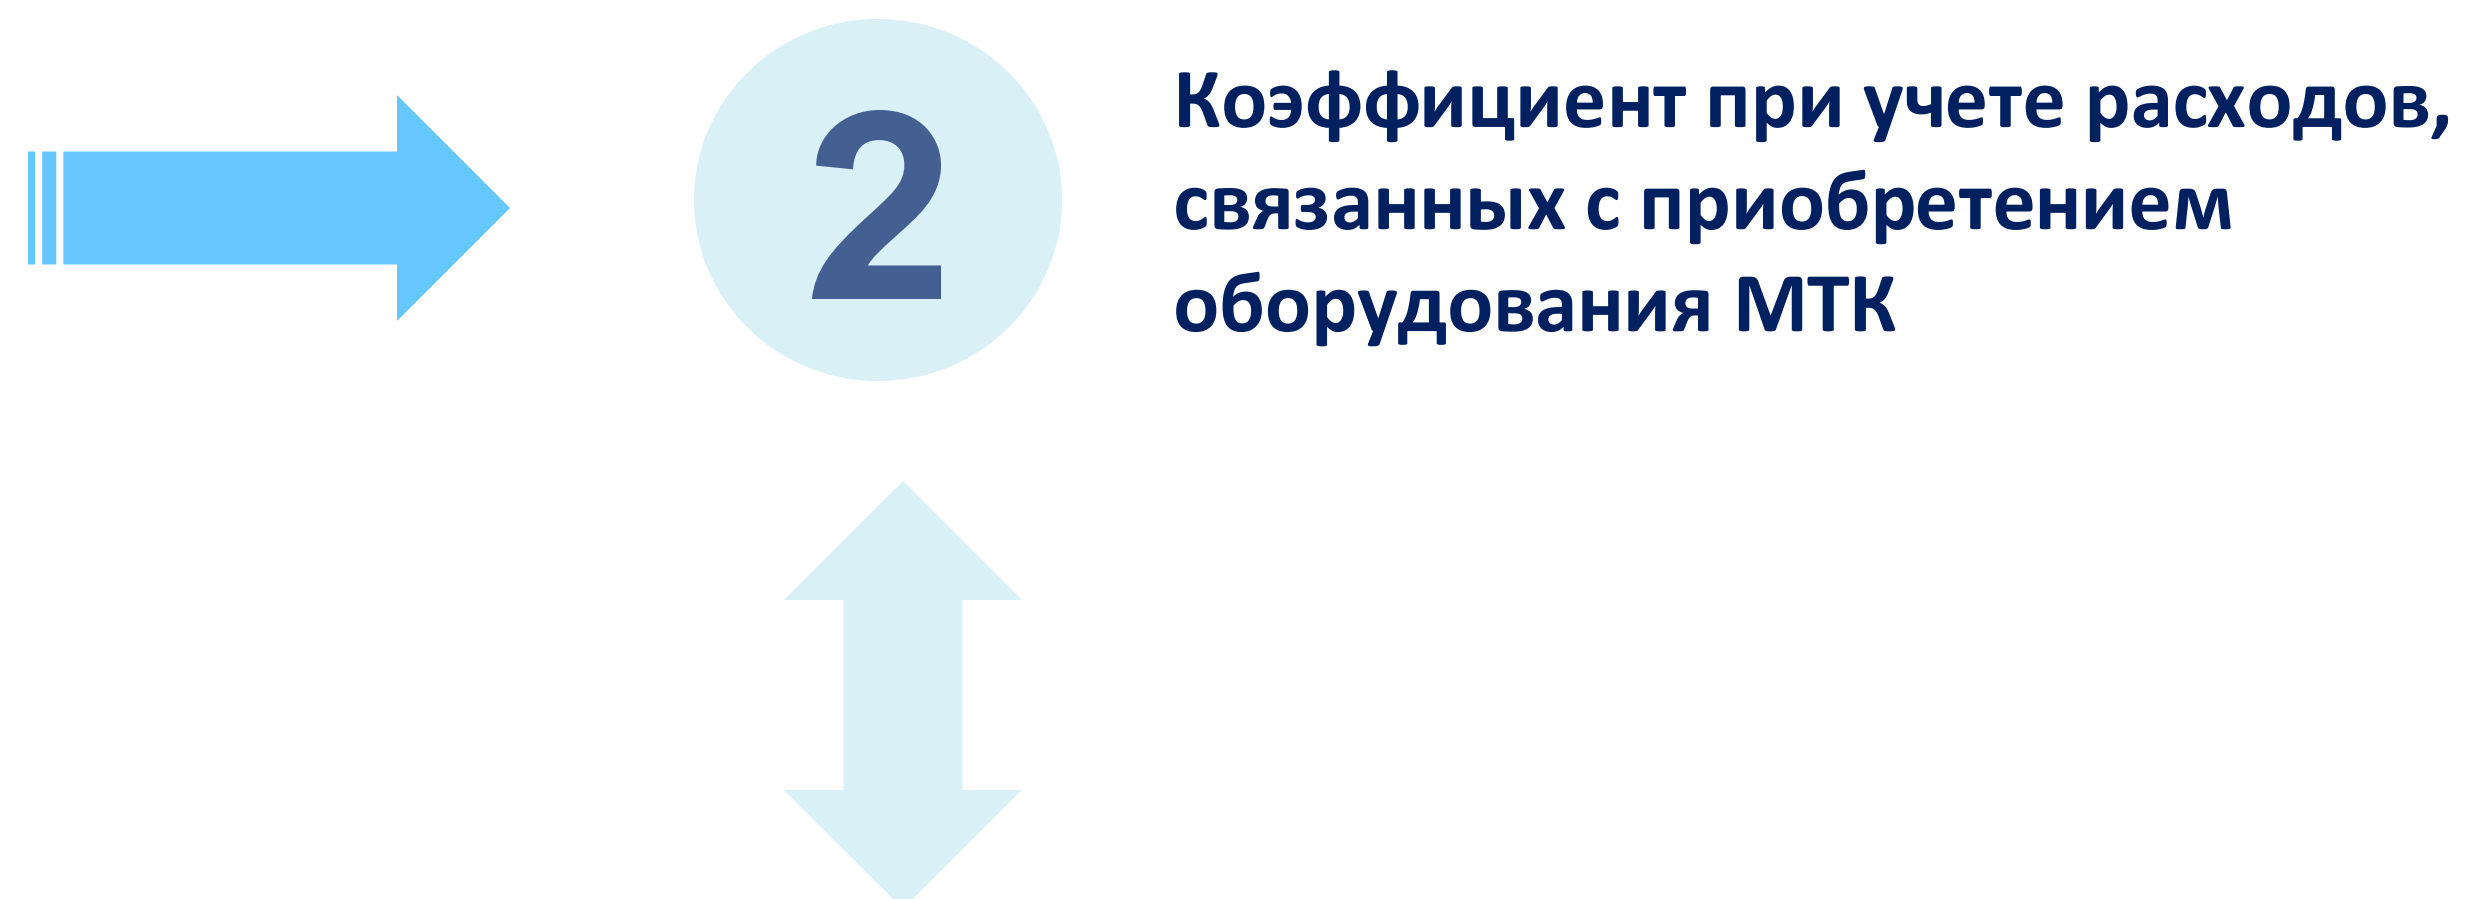 2
Коэффициент при учете расходов,
связанных с приобретением
оборудования МТК